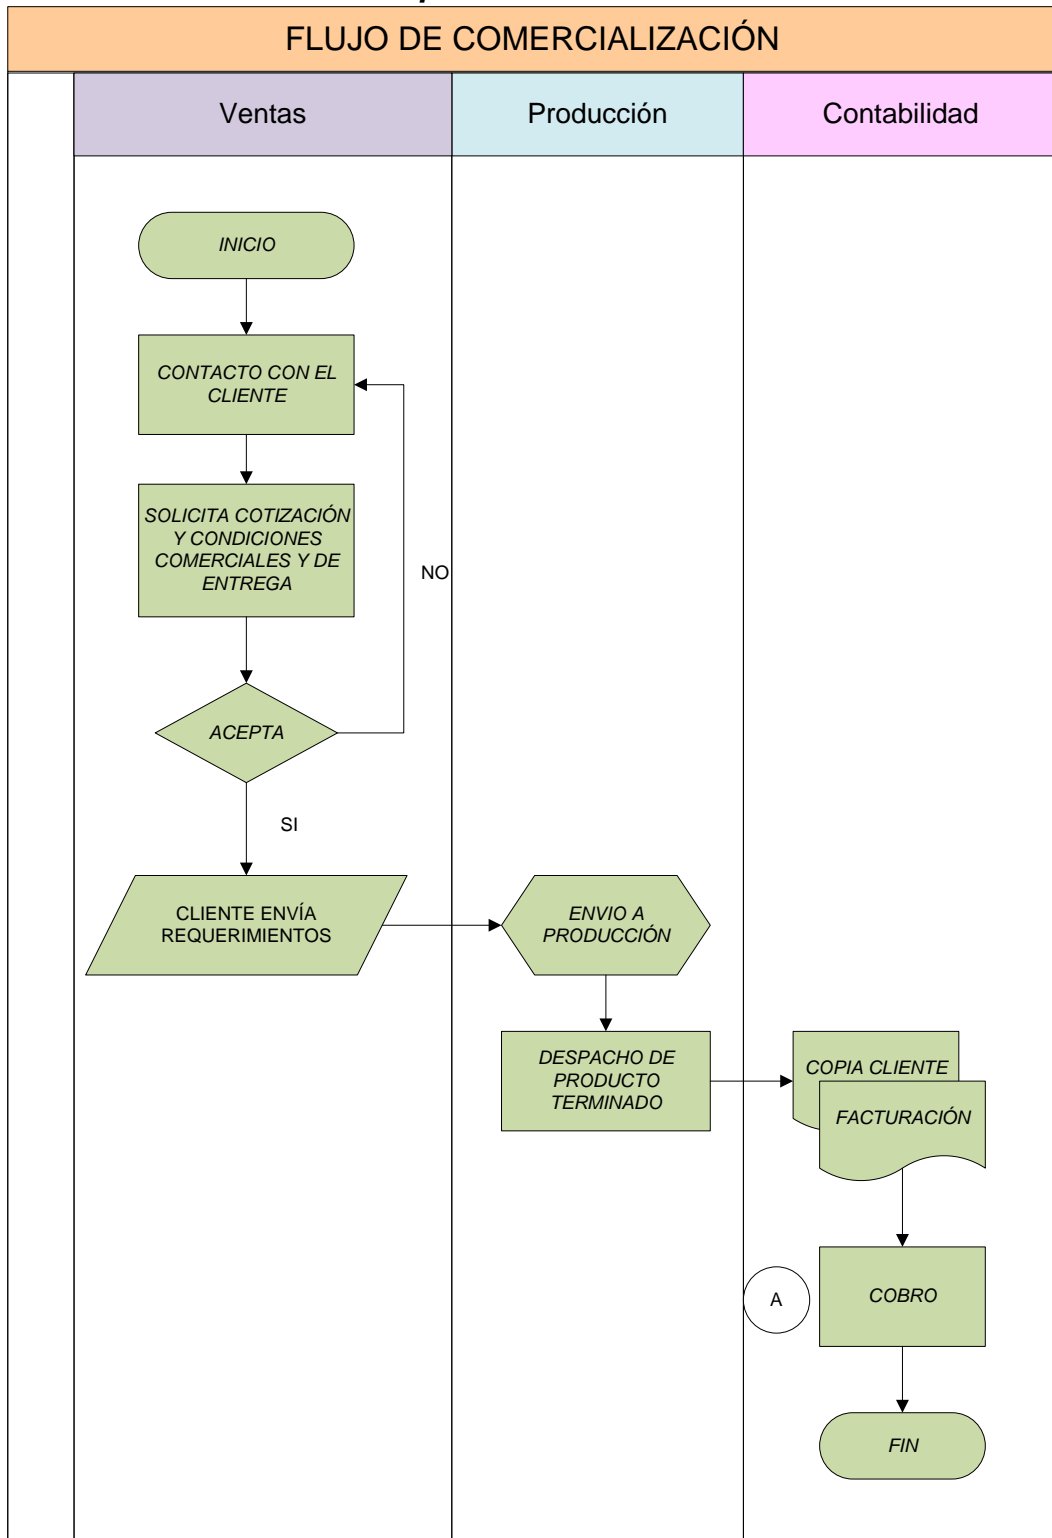 FLUJO DE COMERCIALIZACIÓN
Ventas
Producción
Contabilidad
INICIO
CONTACTO CON EL
CLIENTE
SOLICITA COTIZACIÓN
Y CONDICIONES
COMERCIALES Y DE
ENTREGA
NO
ACEPTA
SI
CLIENTE ENVÍA
REQUERIMIENTOS
ENVIO A
PRODUCCIÓN
DESPACHO DE
PRODUCTO
TERMINADO
COPIA CLIENTE
FACTURACIÓN
A
COBRO
FIN